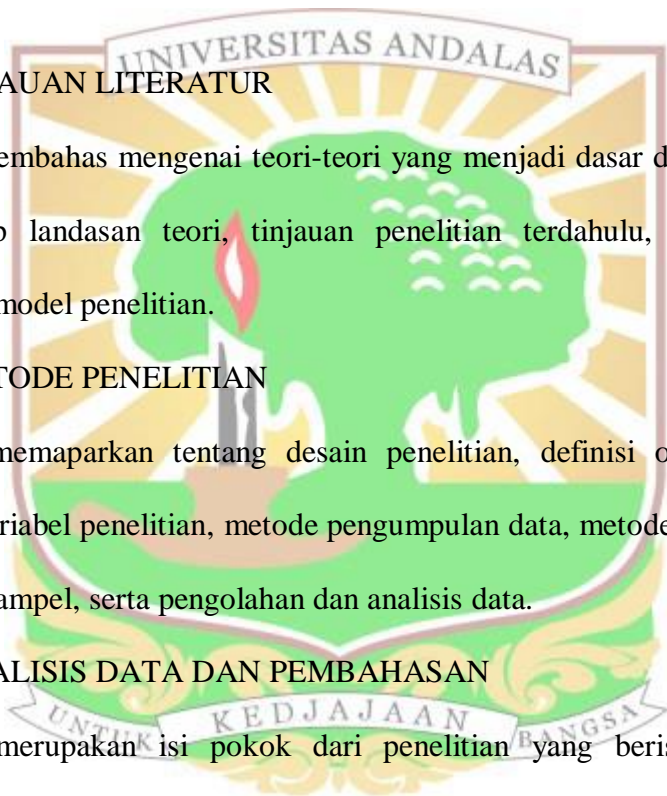 UNIVERSITAS ANDALAS
AUAN LITERATUR
embahas mengenai teori-teori yang menjadi dasar d
landasan teori, tinjauan penelitian terdahulu,
model penelitian.
TODE PENELITIAN
memaparkan tentang desain penelitian, definisi o
riabel penelitian, metode pengumpulan data, metode
ampel, serta pengolahan dan analisis data.
ALISIS DATA DAN PEMBAHASAN
UNTUK KEDJAJAAN BANGSA
merupakan isi pokok dari penelitian yang beris